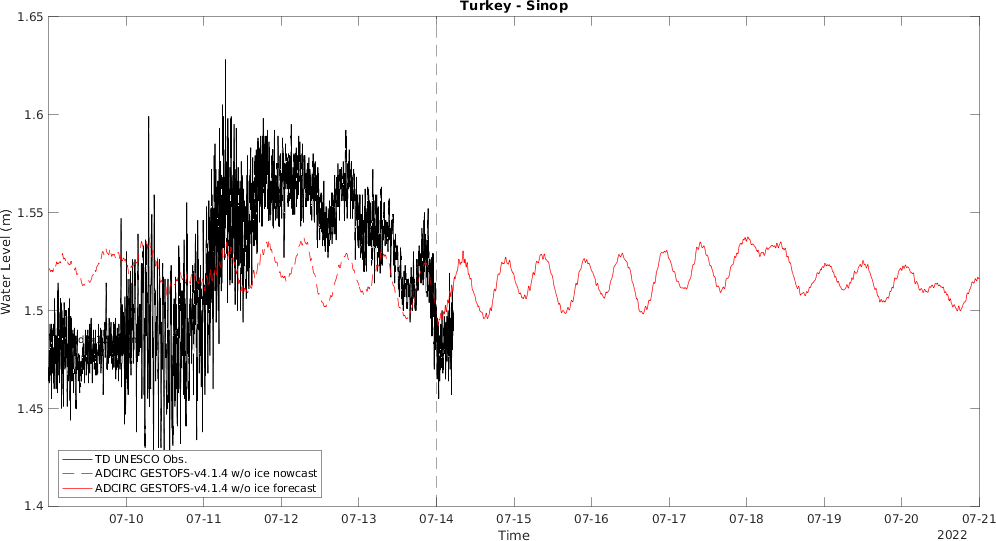 Turkey - Sinop
Water Level (m)
1.65
1.6
1.55
1.5
1.45
1.4
TD UNESCO Obs.
ADCIRC GESTOFS-v4.1.4 w/o ice nowcast
ADCIRC GESTOFS-v4.1.4 w/o ice forecast
07-10 07-11 07-12 07-13 07-14 07-15 07-16 07-17 07-18 07-19 07-20 07-21
Time
2022